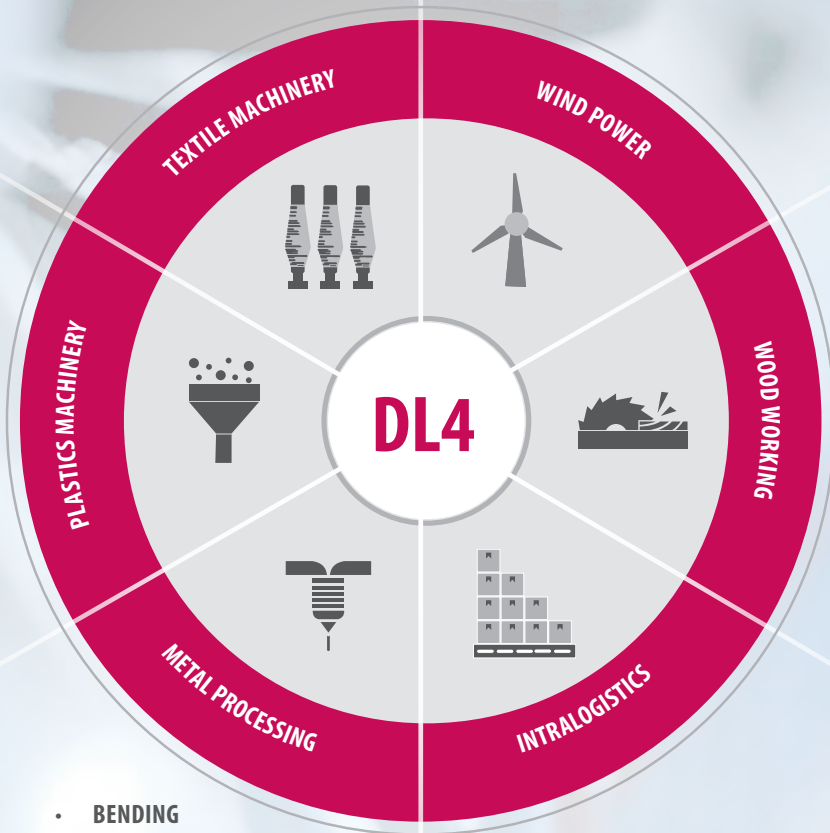 TEXTILE MACHINERY
WIND POWER
PLASTICS MACHINERY
DL4
WOOD WORKING
METAL PROCESSING
INTRALOGISTICS
• BENDING